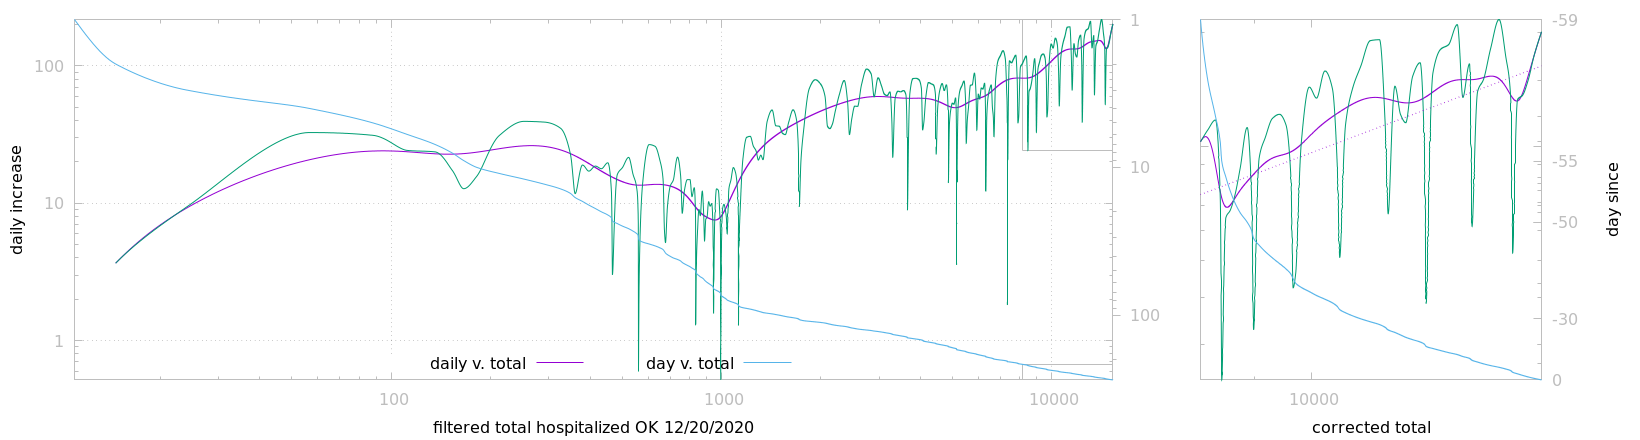 100
10
1
daily increase
1
10
100
daily v. total
day v. total
100
1000
10000
filtered total hospitalized OK 12/20/2020
-59
-55
-50
-30
0
day since
10000
corrected total